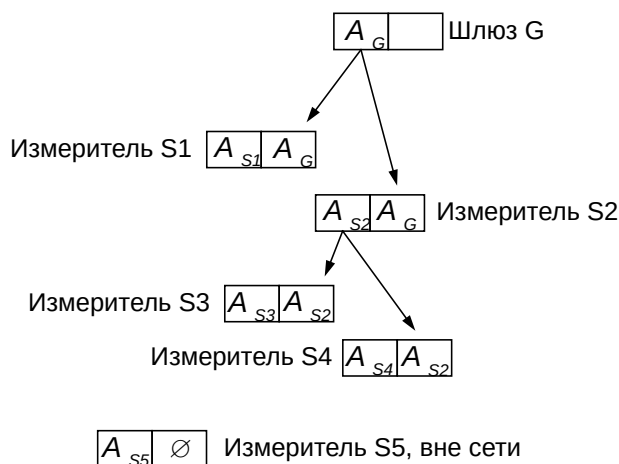 A G Шлюз G
Измеритель S1 A S1 A G
A S2 A G Измеритель S2
Измеритель S3 A S3 A S2
Измеритель S4 A S4 A S2
A S5 ∅ Измеритель S5, вне сети